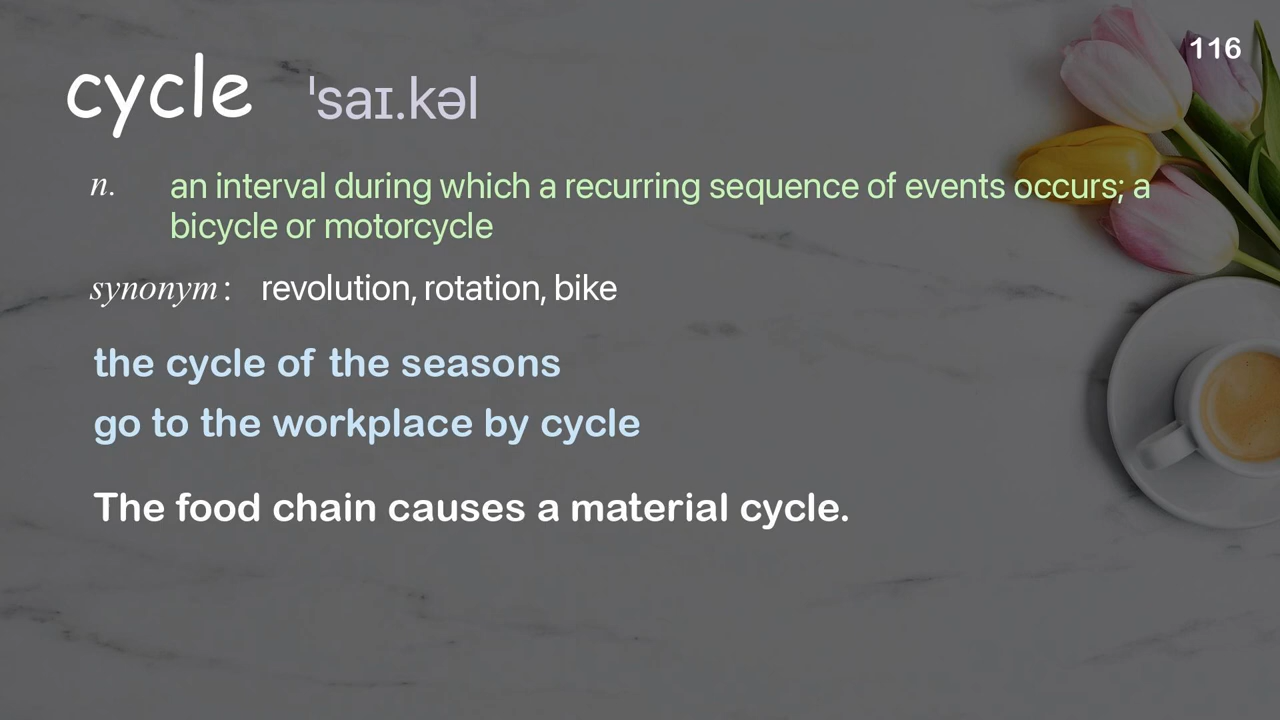 116
cycle ˈsaɪ.kəl
n. an interval during which a recurring sequence of events occurs; a
bicycle or motorcycle
synonym: revolution, rotation, bike
the cycle of the seasons
go to the workplace by cycle
The food chain causes a material cycle.